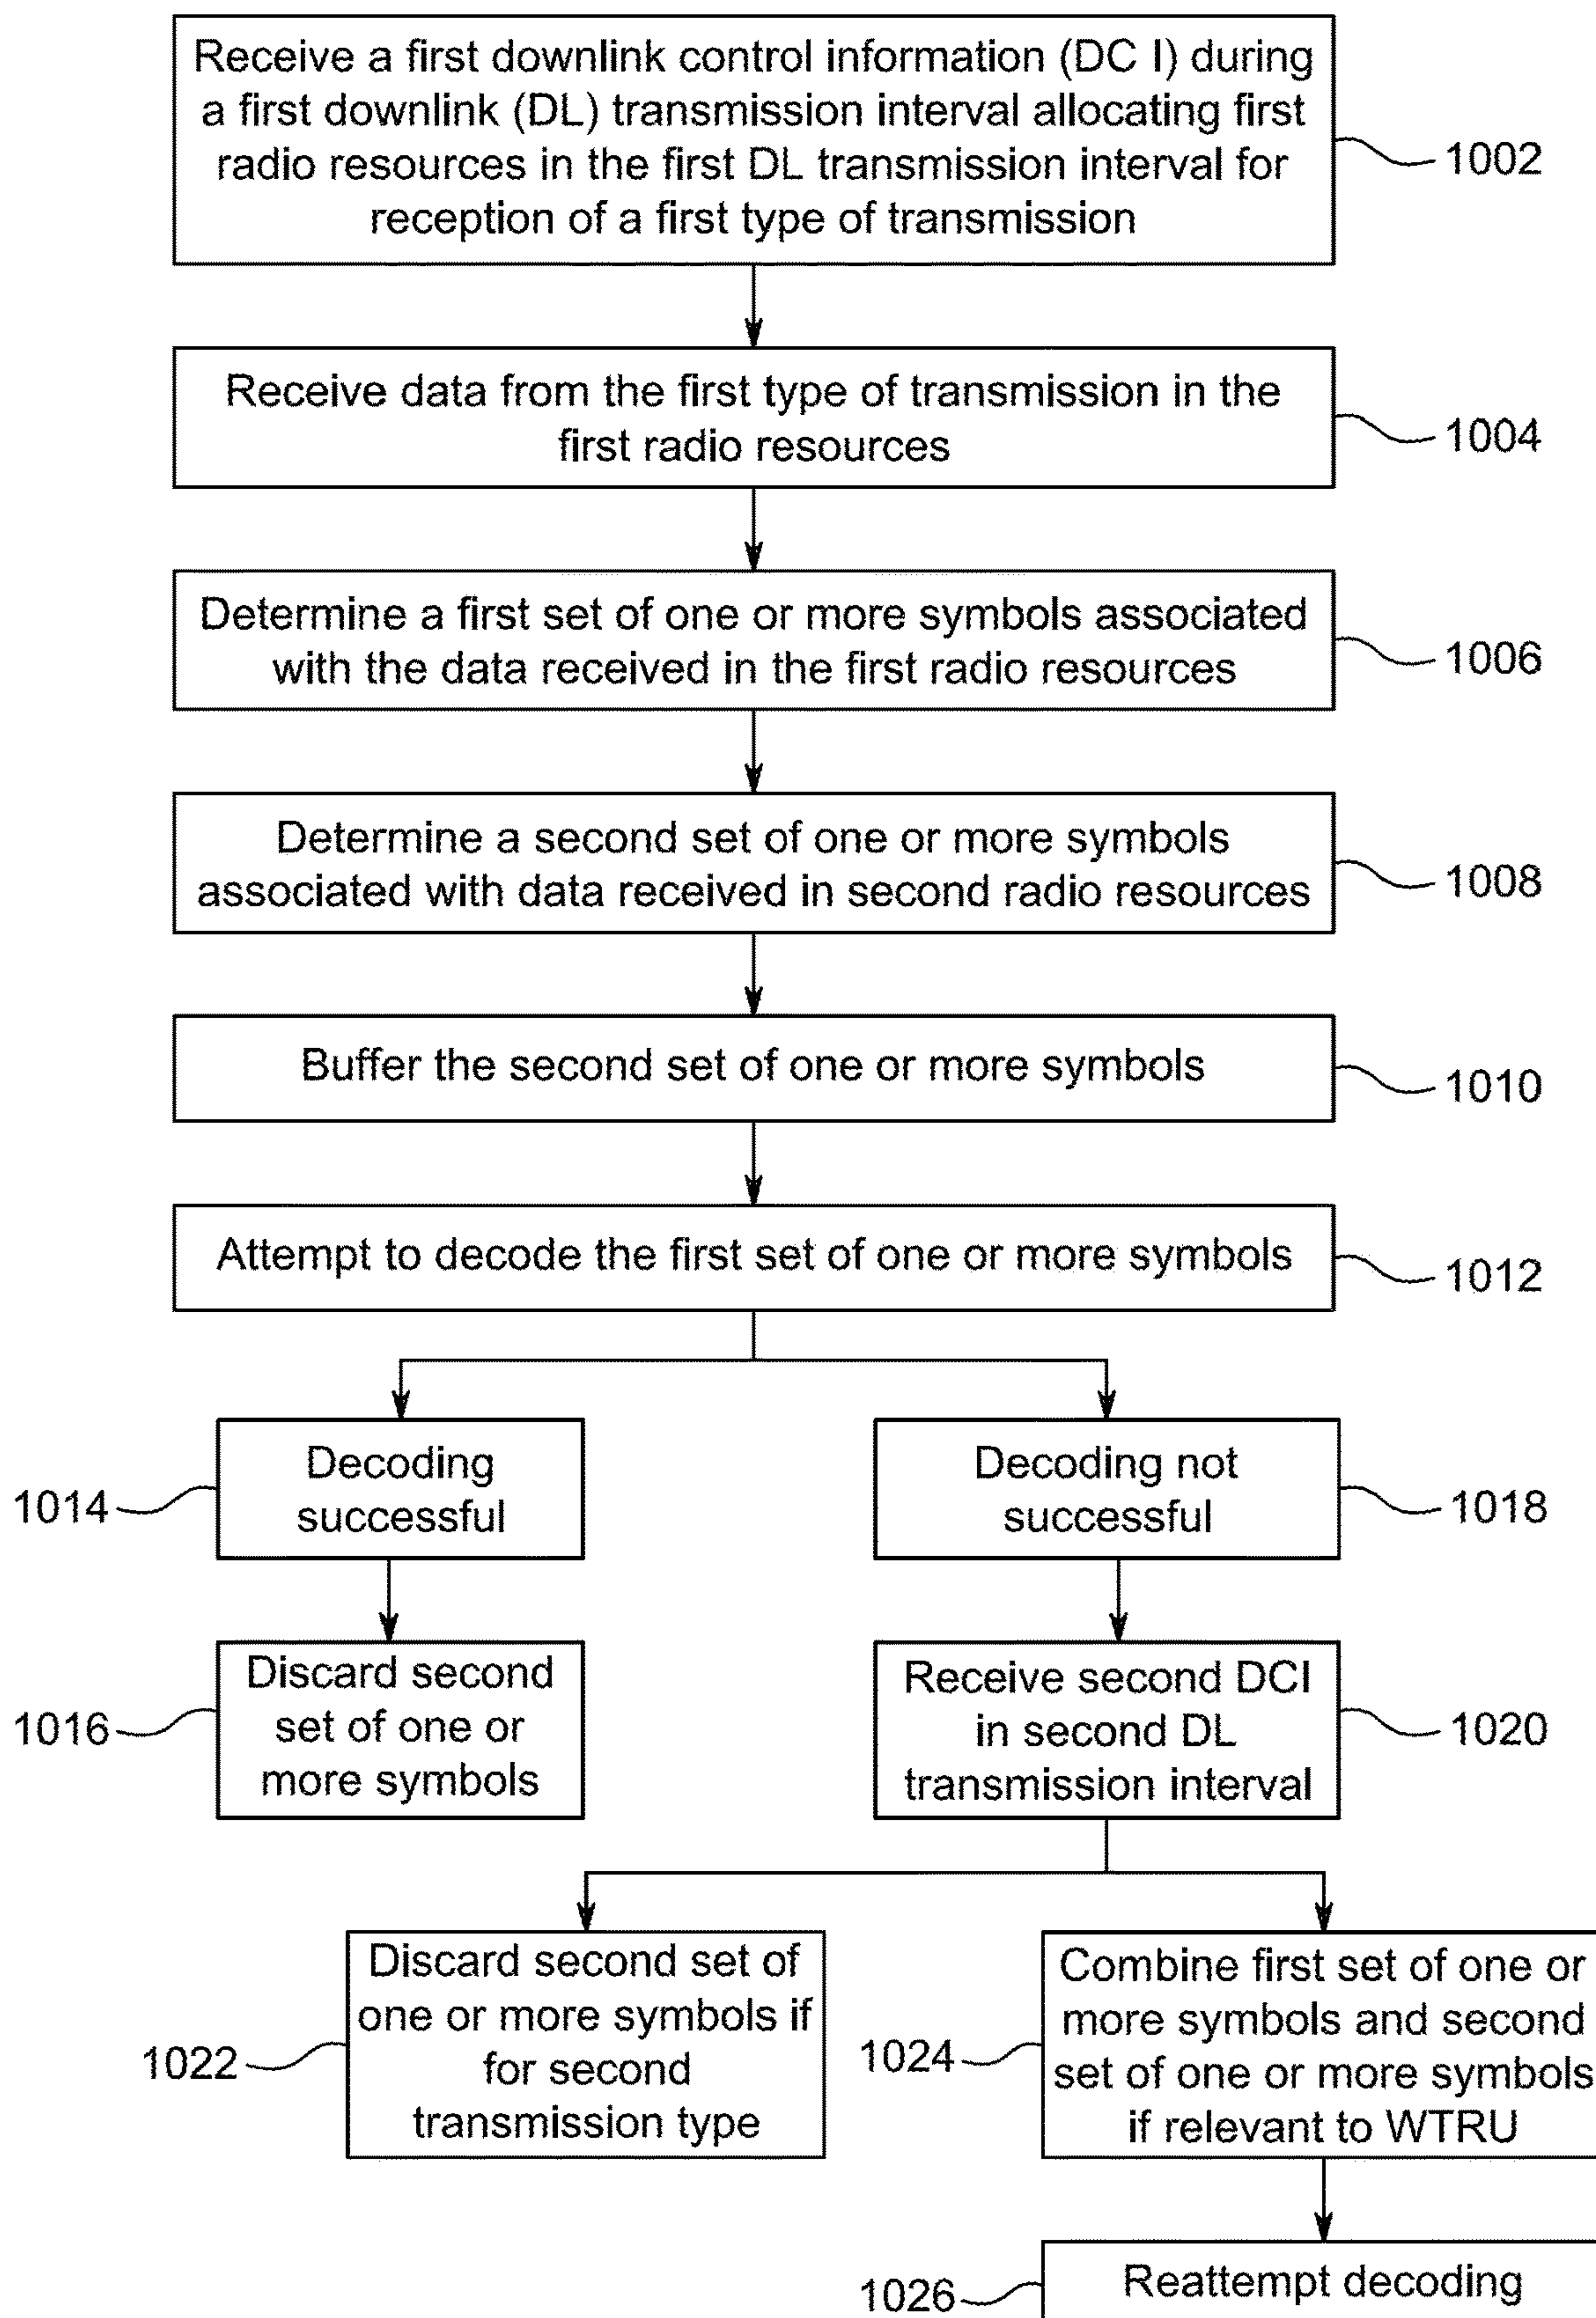 Receive a first downlink control information (DC I) during
a first downlink (DL) transmission interval allocating first
radio resources in the first DL transmission interval for
reception of a first type of transmission
1002
Receive data from the first type of transmission in the
first radio resources
1004
Determine a first set of one or more symbols associated
with the data received in the first radio resources
1006
Determine a second set of one or more symbols
associated with data received in second radio resources
1008
Buffer the second set of one or more symbols
1010
Attempt to decode the first set of one or more symbols
1012
Decoding
successful
1014
Decoding not
successful
1018
Discard second
set of one or
more symbols
1016
Receive second DCI
in second DL
transmission interval
1020
Discard second set of
one or more symbols if
for second
transmission type
1022
Combine first set of one or
more symbols and second
set of one or more symbols
if relevant to WTRU
1024
Reattempt decoding
1026